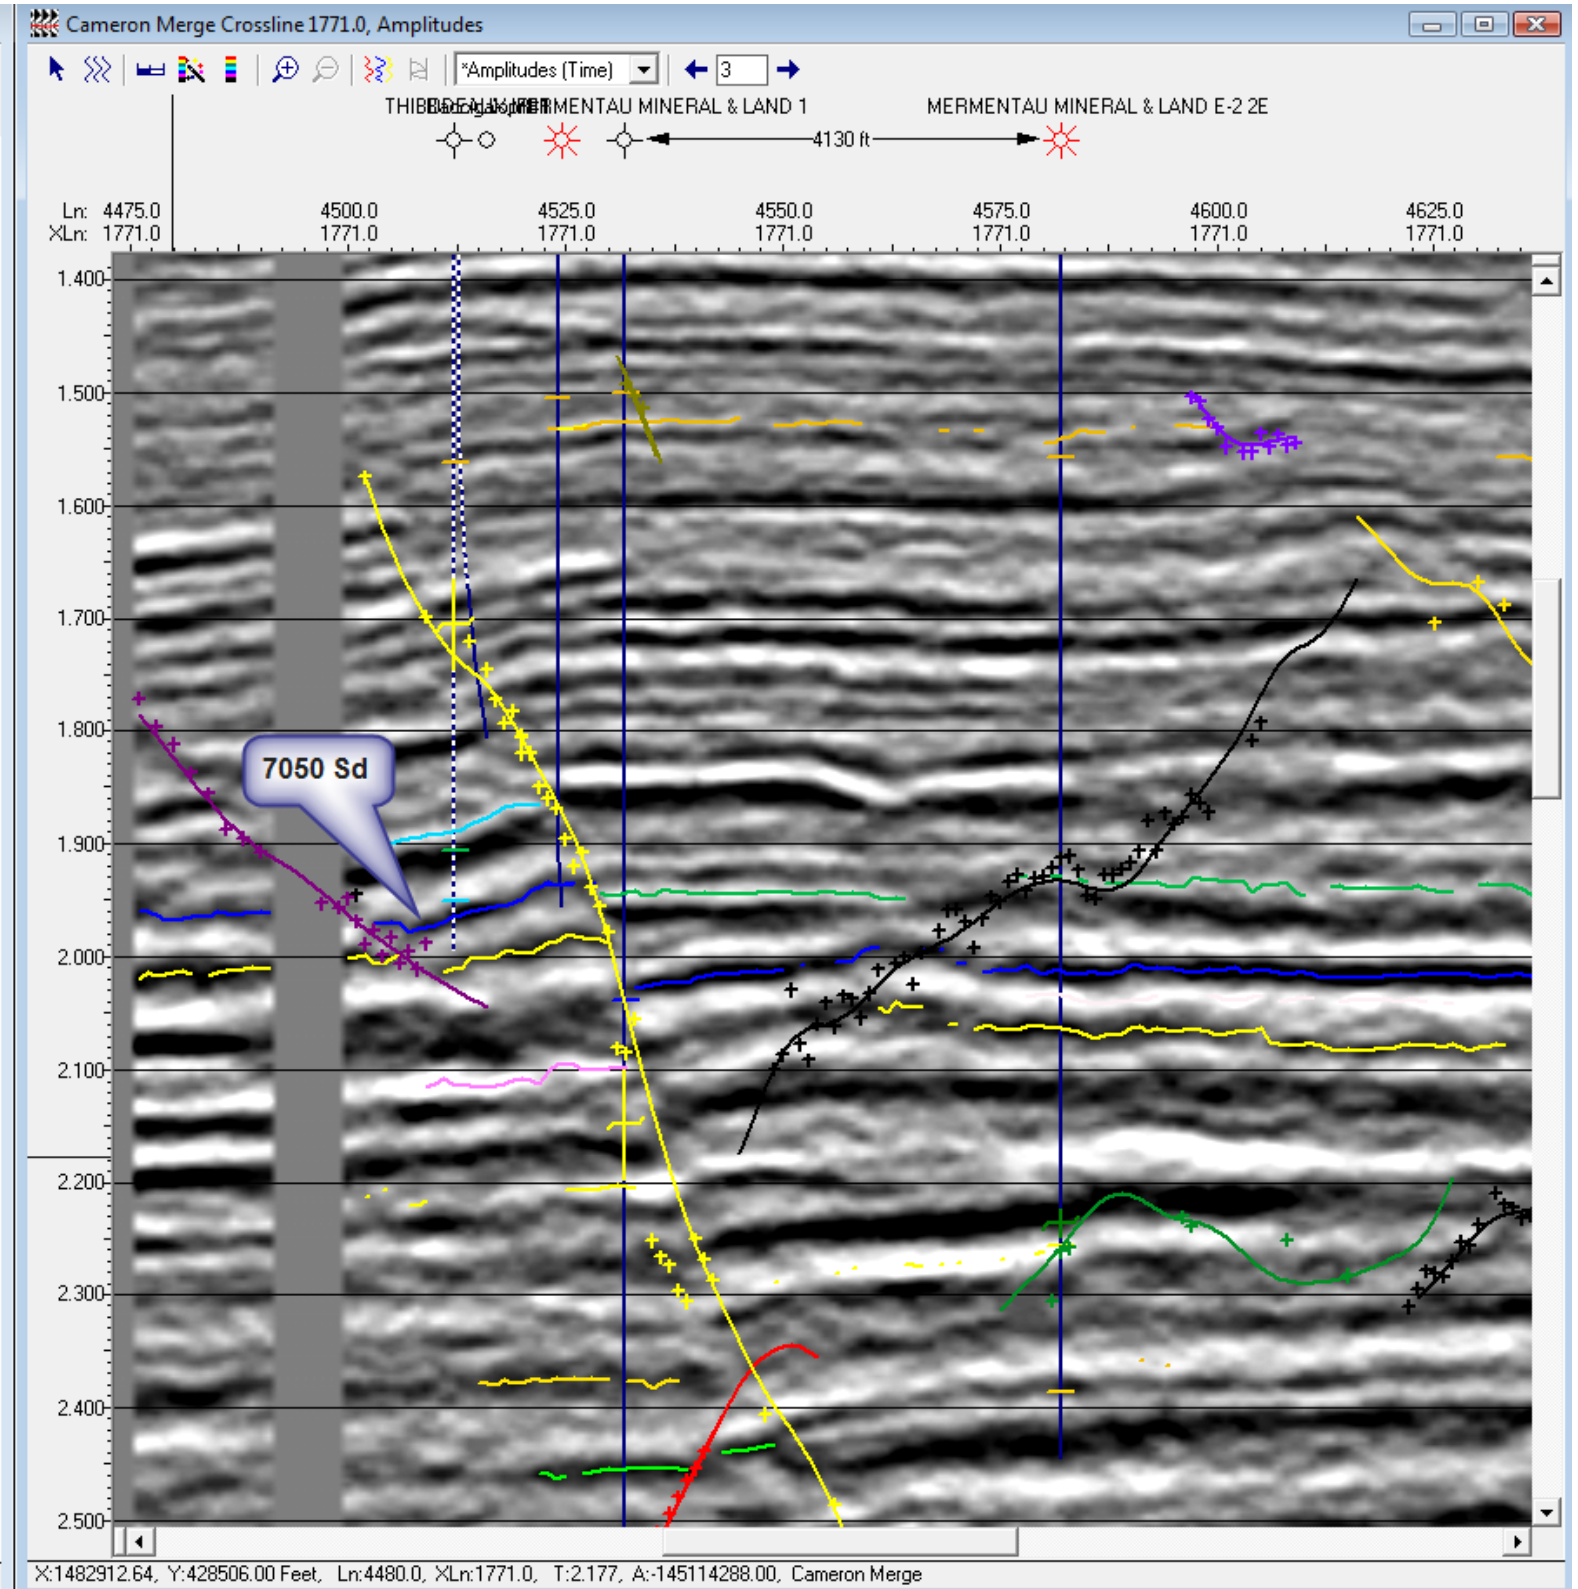 Cameron Merge Crossline 1771.0, Amplitudes
*Amplitudes (Time) 3
MERMENTAU MINERAL & LAND 1 MERMENTAU MINERAL & LAND E-2 2E
4130 ft
Ln: 4475.0 4500.0 4525.0 4550.0 4575.0 4600.0 4625.0
XLn: 1771.0 1771.0 1771.0 1771.0 1771.0 1771.0 1771.0
1.400
1.500
1.600
1.700
1.800
7050 Sd
1.900
2.000
2.100
2.200
2.300
2.400
2.500
X:1482912.64, Y:428506.00 Feet, Ln:4480.0, XLn:1771.0, T:2.177, A:-145114288.00, Cameron Merge